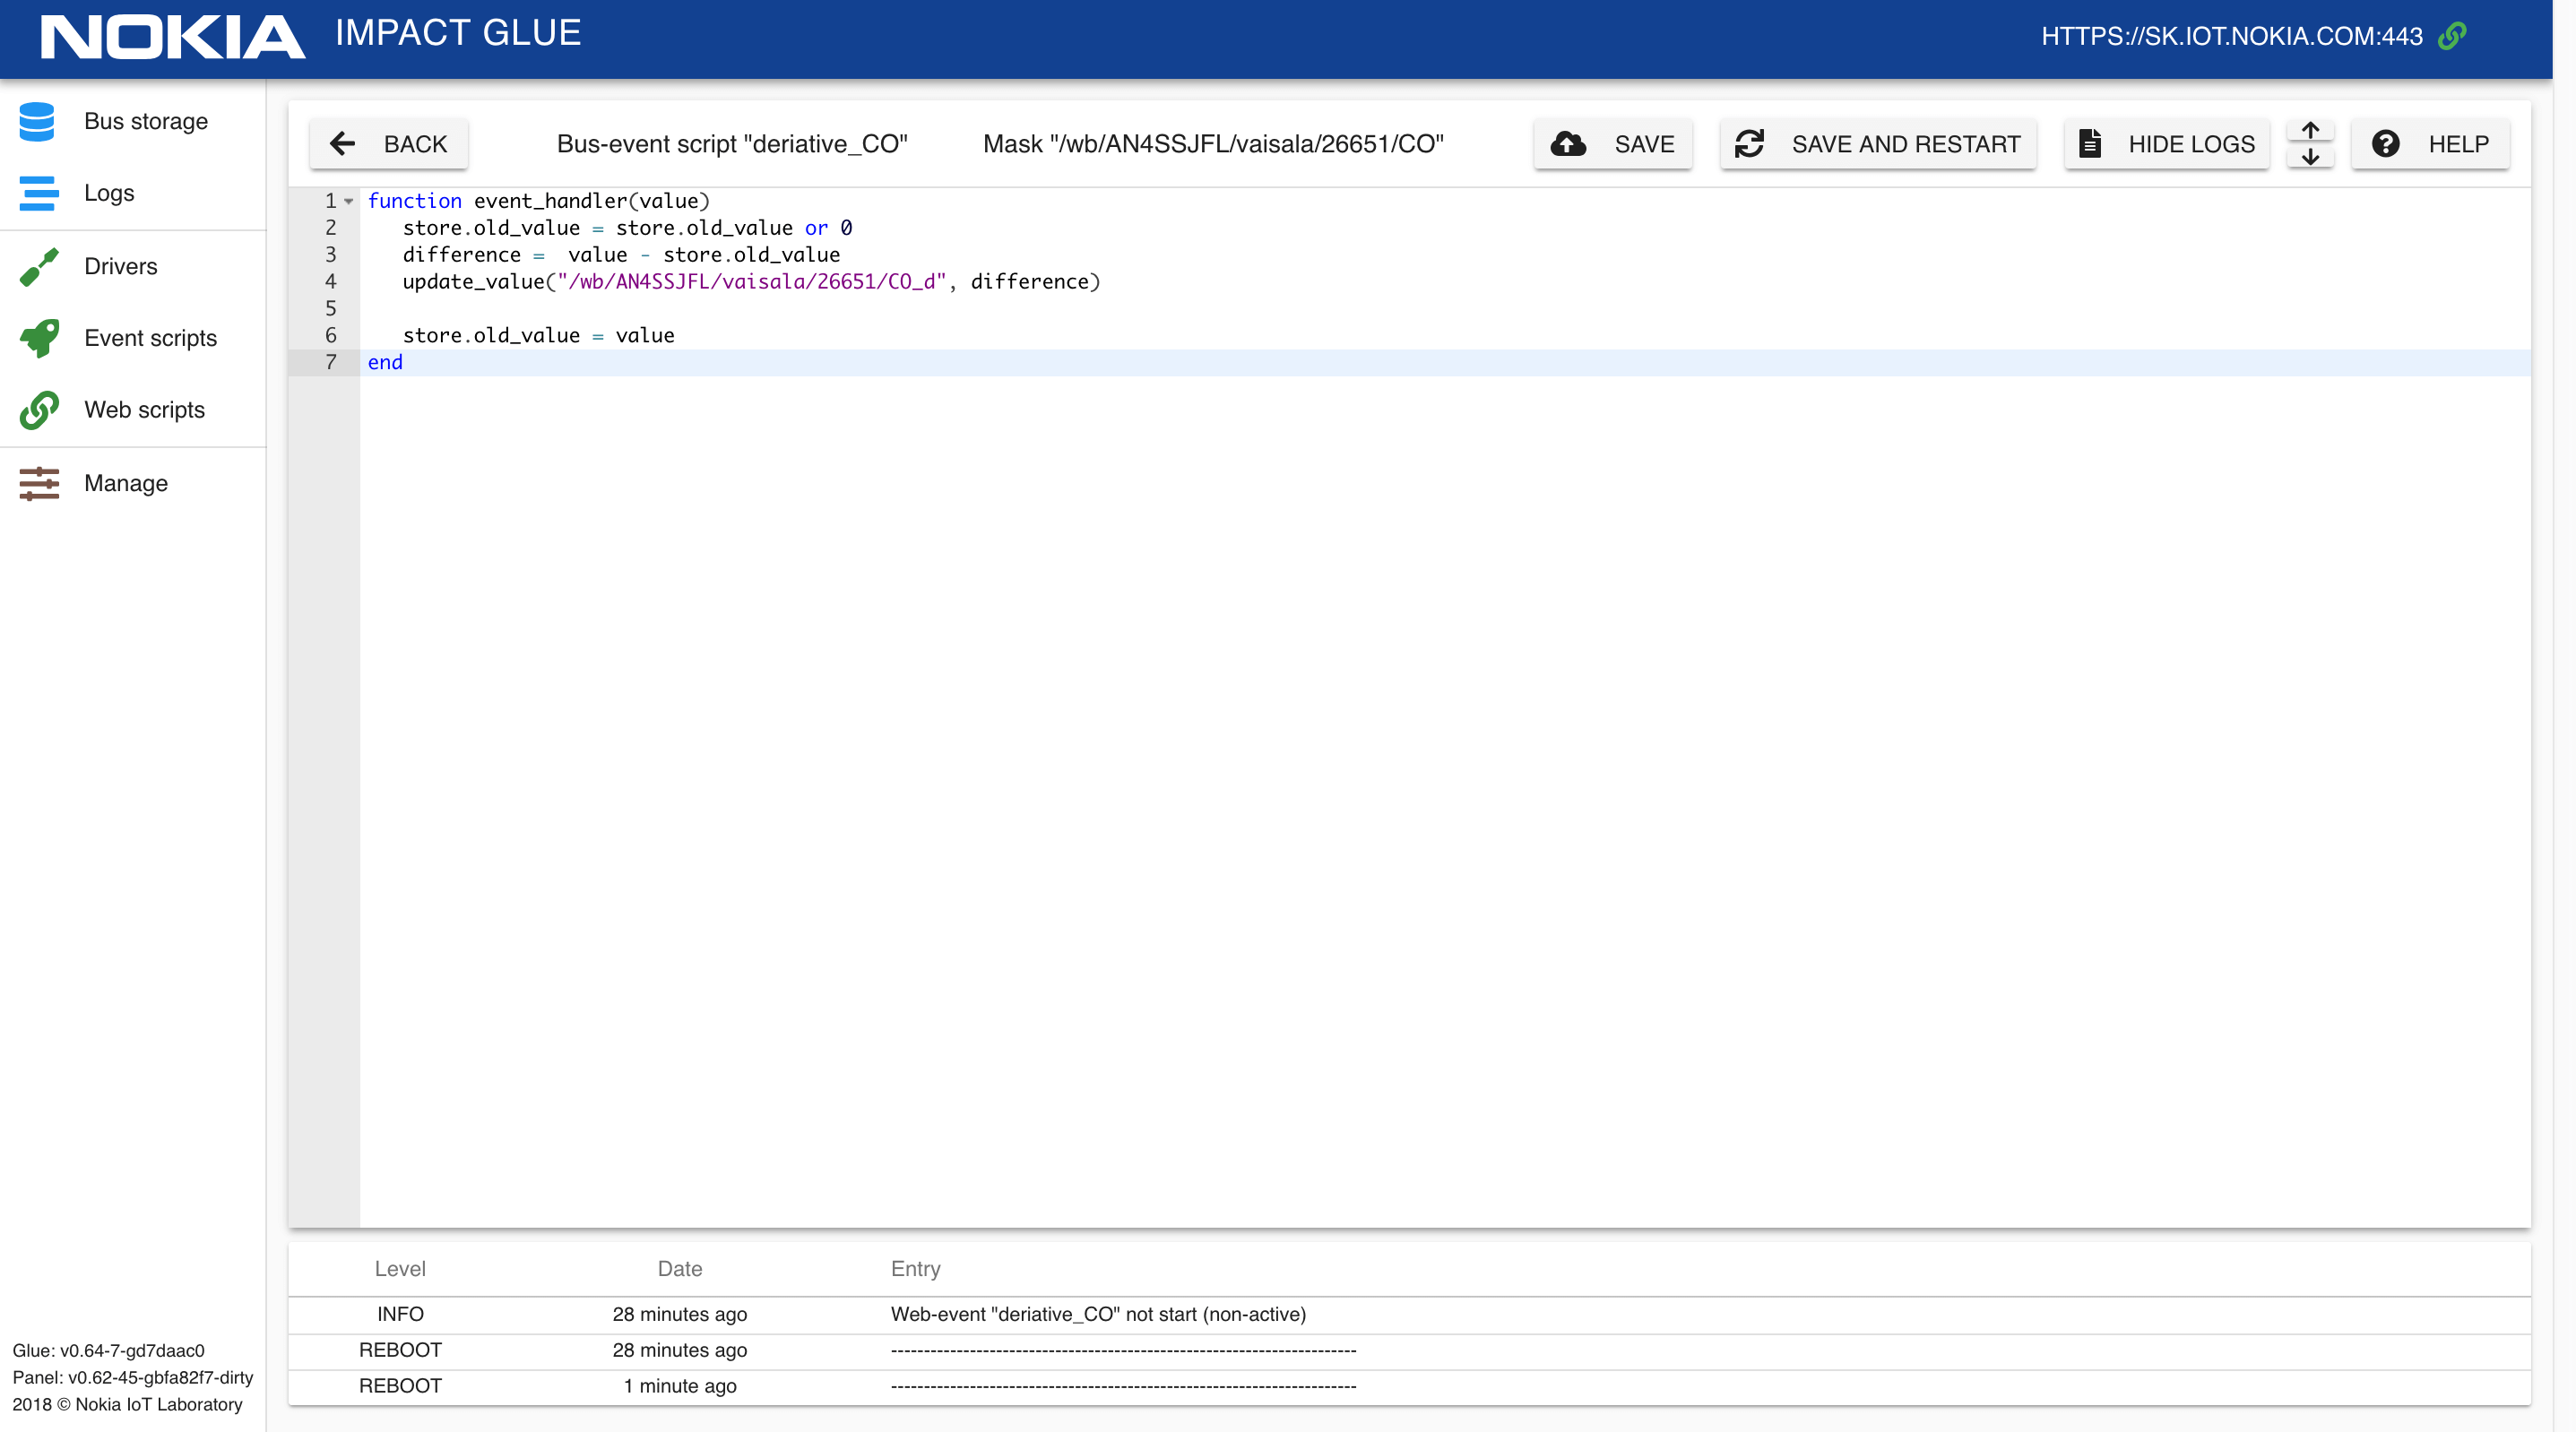 NOKIA IMPACT GLUE HTTPS://SK.IOT.NOKIA.COM:443
Bus storage
Logs
Drivers
Event scripts
Web scripts
Manage
Glue: v0.64-7-gd7daac0
Panel: v0.62-45-gbfa82f7-dirty
2018 © Nokia IoT Laboratory
BACK Bus-event script "deriative_CO" Mask "/wb/AN4SSJFL/vaisala/26651/CO" SAVE SAVE AND RESTART HIDE LOGS HELP
1 function event_handler(value)
2 store.old_value = store.old_value or 0
3 difference =  value - store.old_value
4 update_value("/wb/AN4SSJFL/vaisala/26651/CO_d", difference)
5
6 store.old_value = value
7 end
Level Date Entry
INFO 28 minutes ago Web-event "deriative_CO" not start (non-active)
REBOOT 28 minutes ago -----------------------------------------------------------------------
REBOOT 1 minute ago -----------------------------------------------------------------------